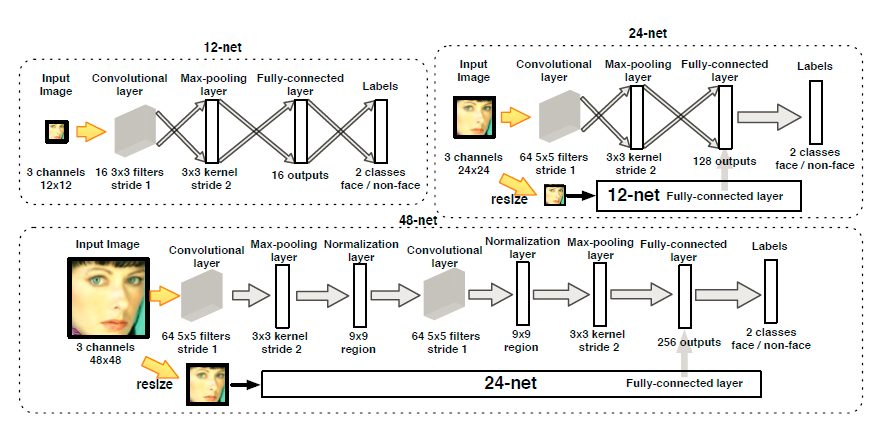 12-net
Input
Image
Convolutional
layer
Max-pooling
layer
Fully-connected
layer
Labels
3 channels
12x12
16 3x3 filters
stride 1
3x3 kernel
stride 2
16 outputs
2 classes
face / non-face
24-net
Input
Image
Convolutional
layer
Max-pooling
layer
Fully-connected
layer
Labels
3 channels
24x24
64 5x5 filters
stride 1
3x3 kernel
stride 2
128 outputs
2 classes
face / non-face
resize
12-net Fully-connected layer
48-net
Input Image
Convolutional
layer
Max-pooling
layer
Normalization
layer
Convolutional
layer
Normalization
layer
Max-pooling
layer
Fully-connected
layer
Labels
3 channels
48x48
64 5x5 filters
stride 1
3x3 kernel
stride 2
9x9
region
64 5x5 filters
stride 1
9x9
region
3x3 kernel
stride 2
256 outputs
2 classes
face / non-face
resize
24-net Fully-connected layer